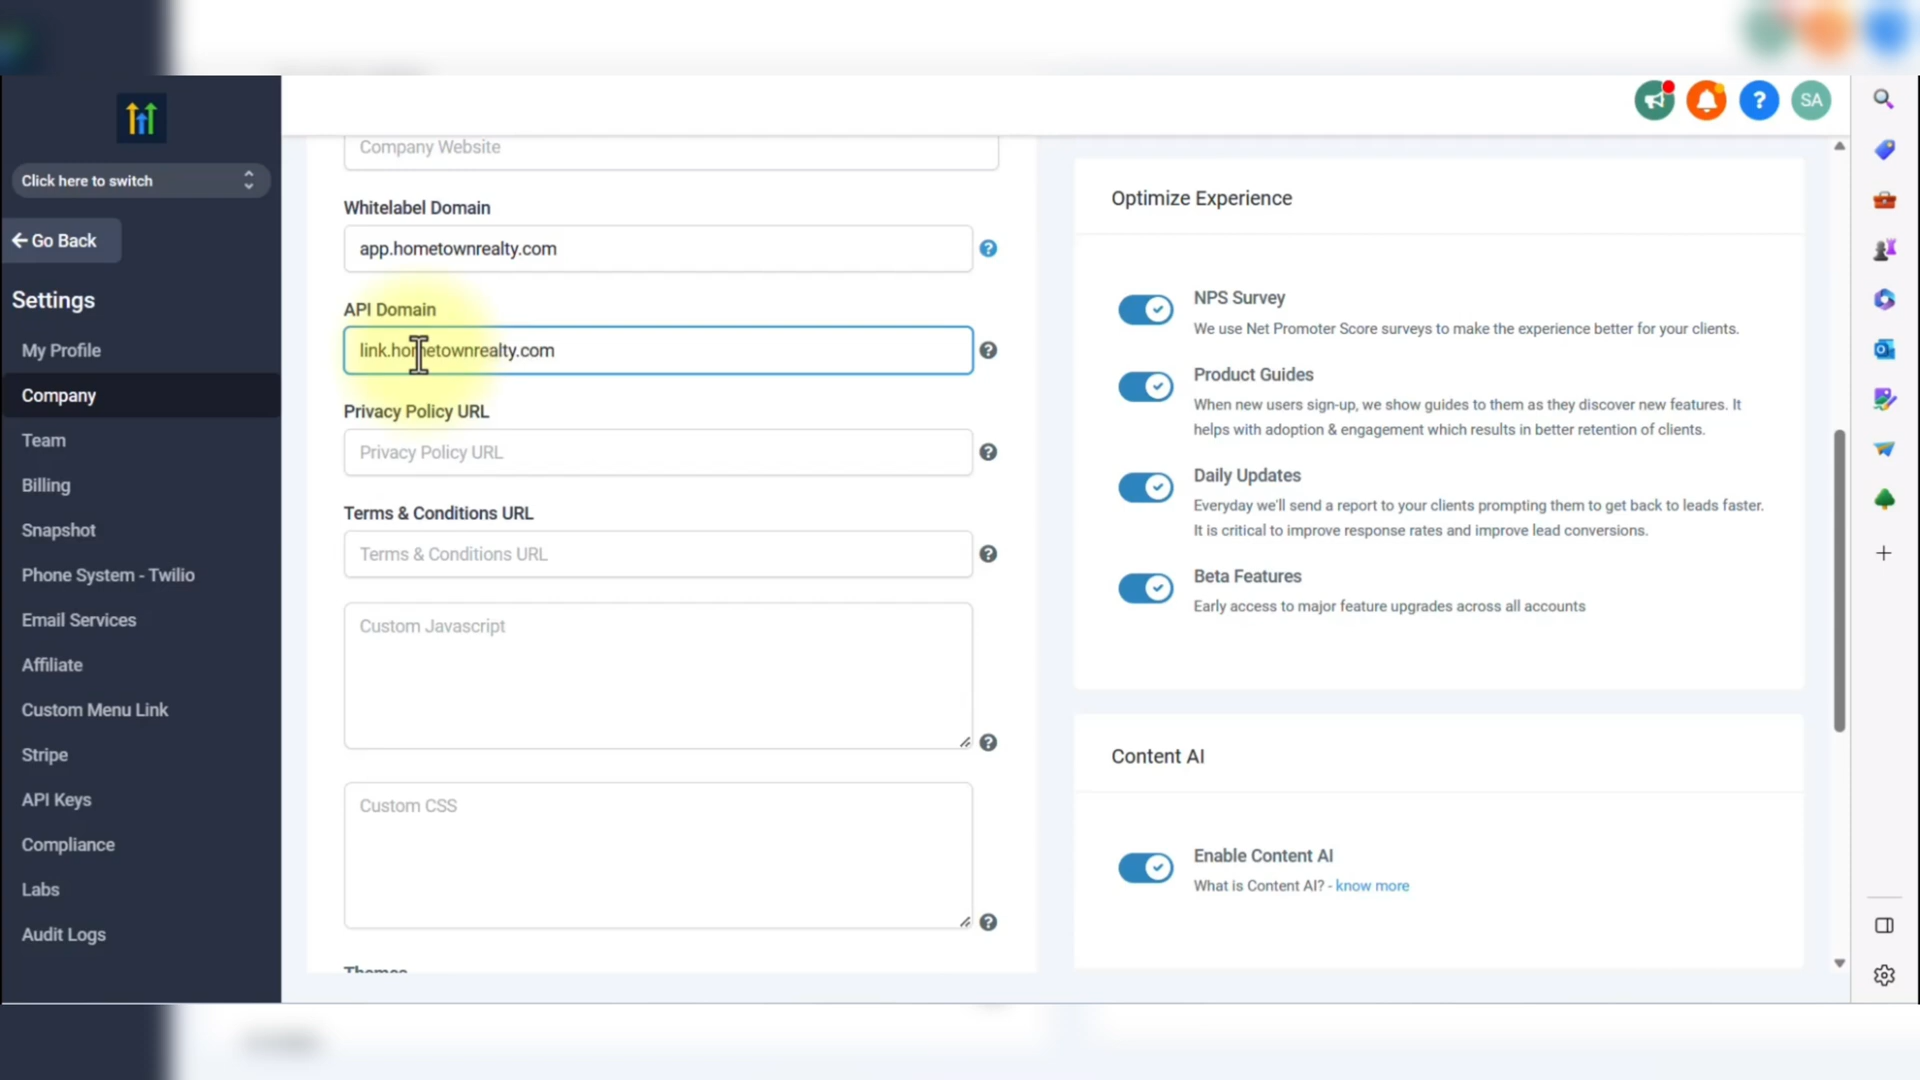 SA
Click here to switch
Go Back
Settings
My Profile
Company
Team
Billing
Snapshot
Phone System - Twilio
Email Services
Affiliate
Custom Menu Link
Stripe
API Keys
Compliance
Labs
Audit Logs
Company Website
Whitelabel Domain
app.hometownrealty.com
API Domain
link.hometownrealty.com
Privacy Policy URL
Privacy Policy URL
Terms & Conditions URL
Terms & Conditions URL
Custom Javascript
Custom CSS
Themes
Optimize Experience
NPS Survey
We use Net Promoter Score surveys to make the experience better for your clients.
Product Guides
When new users sign-up, we show guides to them as they discover new features. It
helps with adoption & engagement which results in better retention of clients.
Daily Updates
Everyday we'll send a report to your clients prompting them to get back to leads faster.
It is critical to improve response rates and improve lead conversions.
Beta Features
Early access to major feature upgrades across all accounts
Content AI
Enable Content AI
What is Content AI? - know more